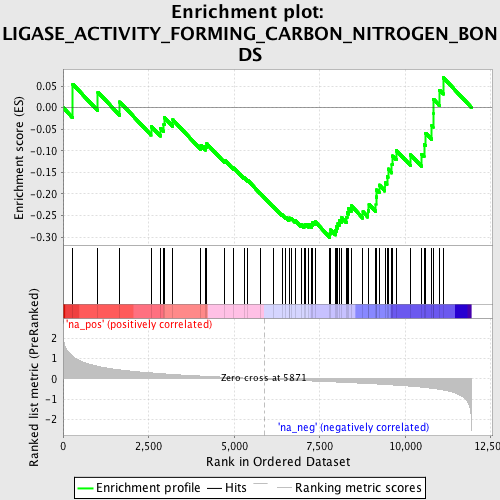 Enrichment plot:
LIGASE_ACTIVITY_FORMING_CARBON_NITROGEN_BON
DS
Enrichment score (ES)
0.05
0.00
-0.05
-0.10
-0.15
-0.20
-0.25
-0.30
'na_pos' (positively correlated)
Ranked list metric (PreRanked)
2
1
0
-1
-2
Zero cross at 5871
'na_neg' (negatively correlated)
0
2,500
5,000
7,500
10,000
12,500
Rank in Ordered Dataset
Enrichment profile
Hits
Ranking metric scores